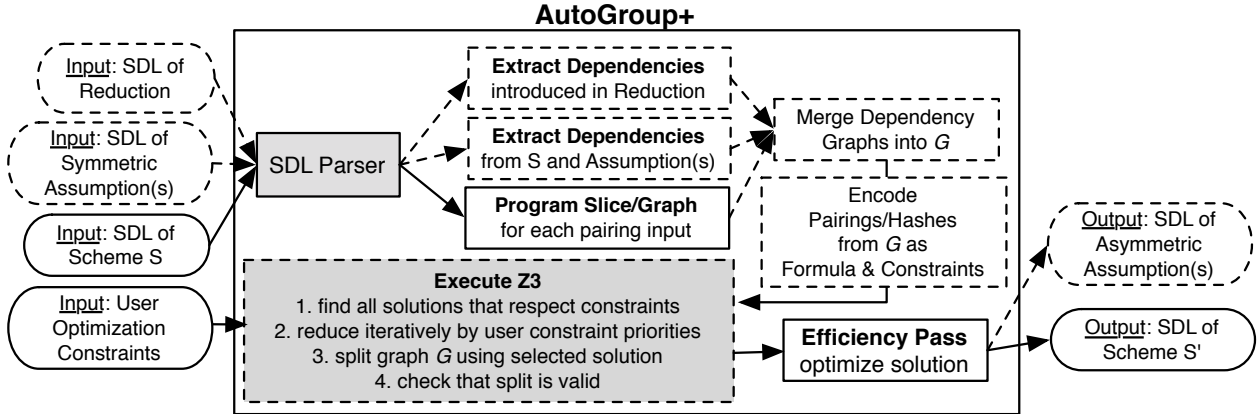 AutoGroup+
Input: SDL of
Reduction
Input: SDL of
Symmetric
Assumption(s)
Input: SDL of
Scheme S
Input: User
Optimization
Constraints
SDL Parser
Extract Dependencies
introduced in Reduction
Extract Dependencies
from S and Assumption(s)
Program Slice/Graph
for each pairing input
Merge Dependency
Graphs into G
Encode
Pairings/Hashes
from G as
Formula & Constraints
Execute Z3
1. find all solutions that respect constraints
2. reduce iteratively by user constraint priorities
3. split graph G using selected solution
4. check that split is valid
Efficiency Pass
optimize solution
Output: SDL of
Asymmetric
Assumption(s)
Output: SDL of
Scheme S'